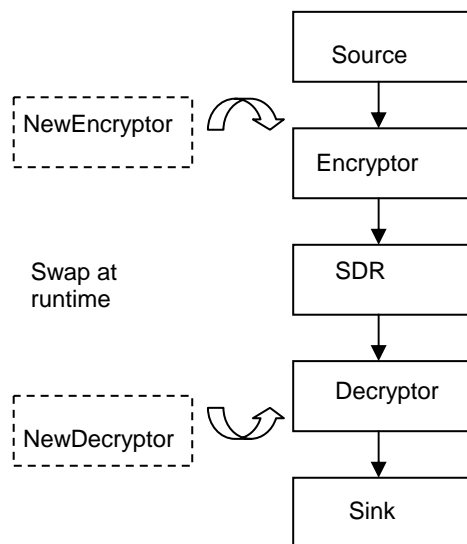 Source
NewEncryptor
Encryptor
SDR
Swap at
runtime
Decryptor
NewDecryptor
Sink